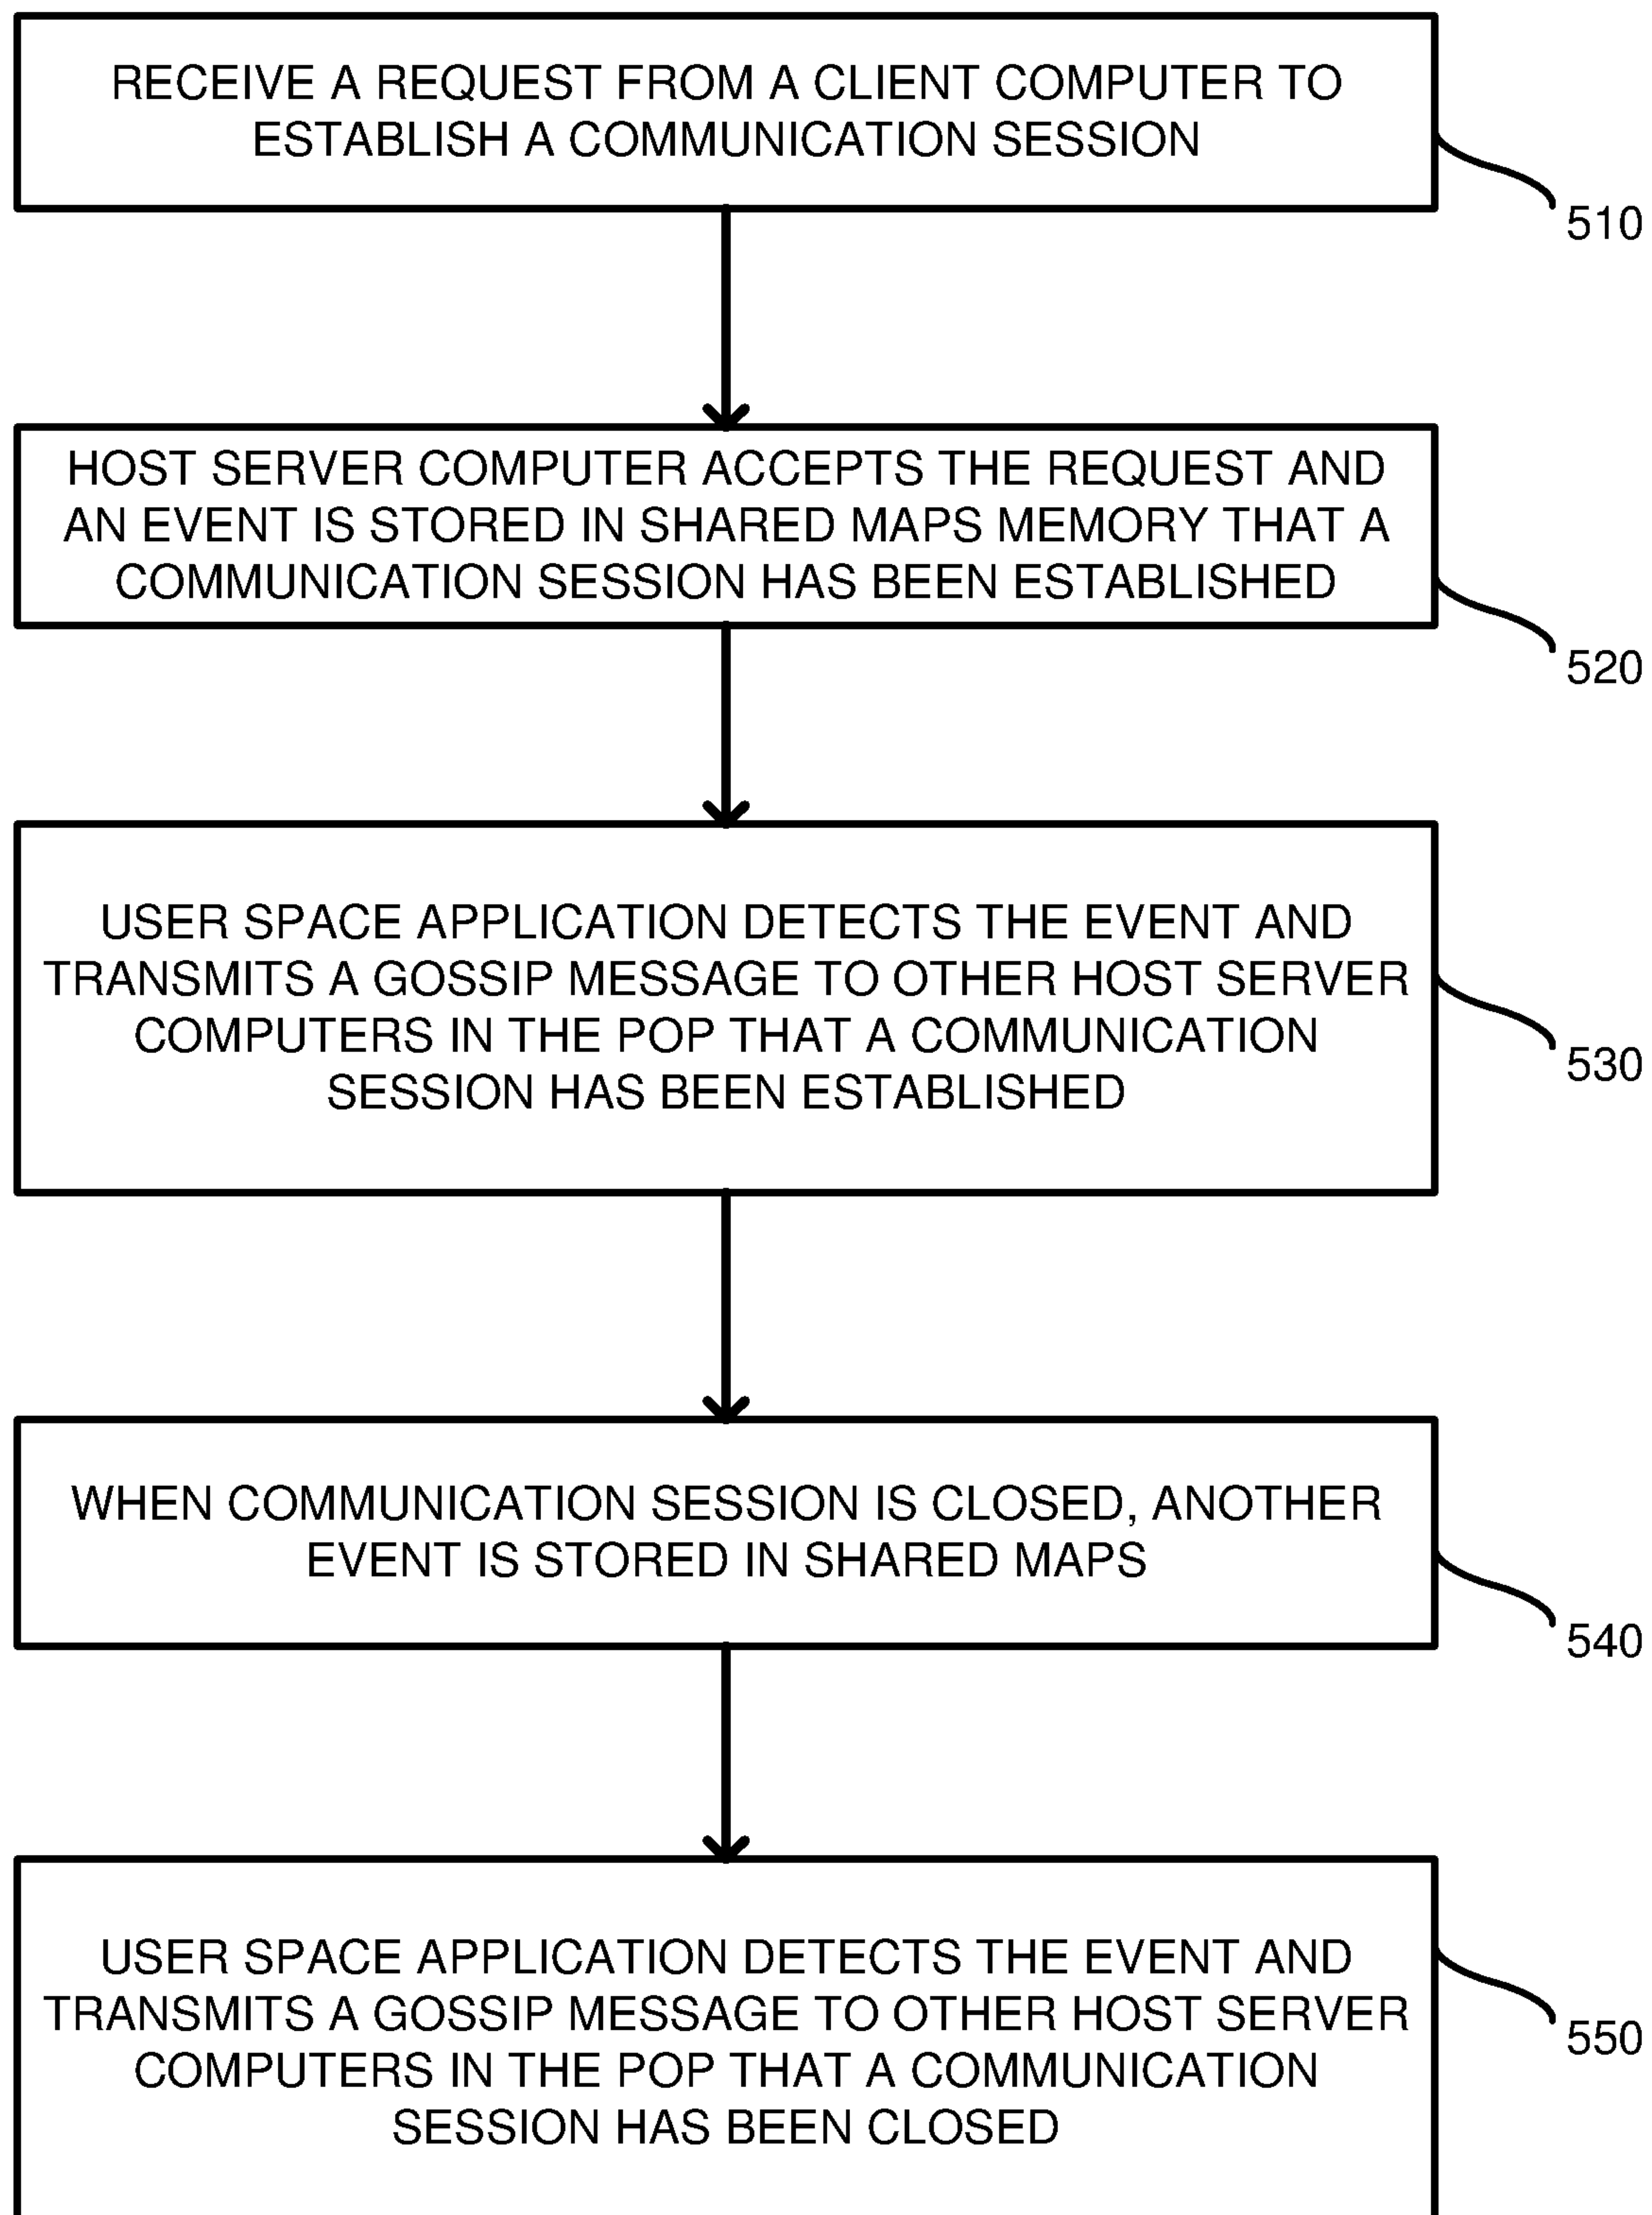 RECEIVE A REQUEST FROM A CLIENT COMPUTER TO
ESTABLISH A COMMUNICATION SESSION
510
HOST SERVER COMPUTER ACCEPTS THE REQUEST AND
AN EVENT IS STORED IN SHARED MAPS MEMORY THAT A
COMMUNICATION SESSION HAS BEEN ESTABLISHED
520
USER SPACE APPLICATION DETECTS THE EVENT AND
TRANSMITS A GOSSIP MESSAGE TO OTHER HOST SERVER
COMPUTERS IN THE POP THAT A COMMUNICATION
SESSION HAS BEEN ESTABLISHED
530
WHEN COMMUNICATION SESSION IS CLOSED, ANOTHER
EVENT IS STORED IN SHARED MAPS
540
USER SPACE APPLICATION DETECTS THE EVENT AND
TRANSMITS A GOSSIP MESSAGE TO OTHER HOST SERVER
COMPUTERS IN THE POP THAT A COMMUNICATION
SESSION HAS BEEN CLOSED
550